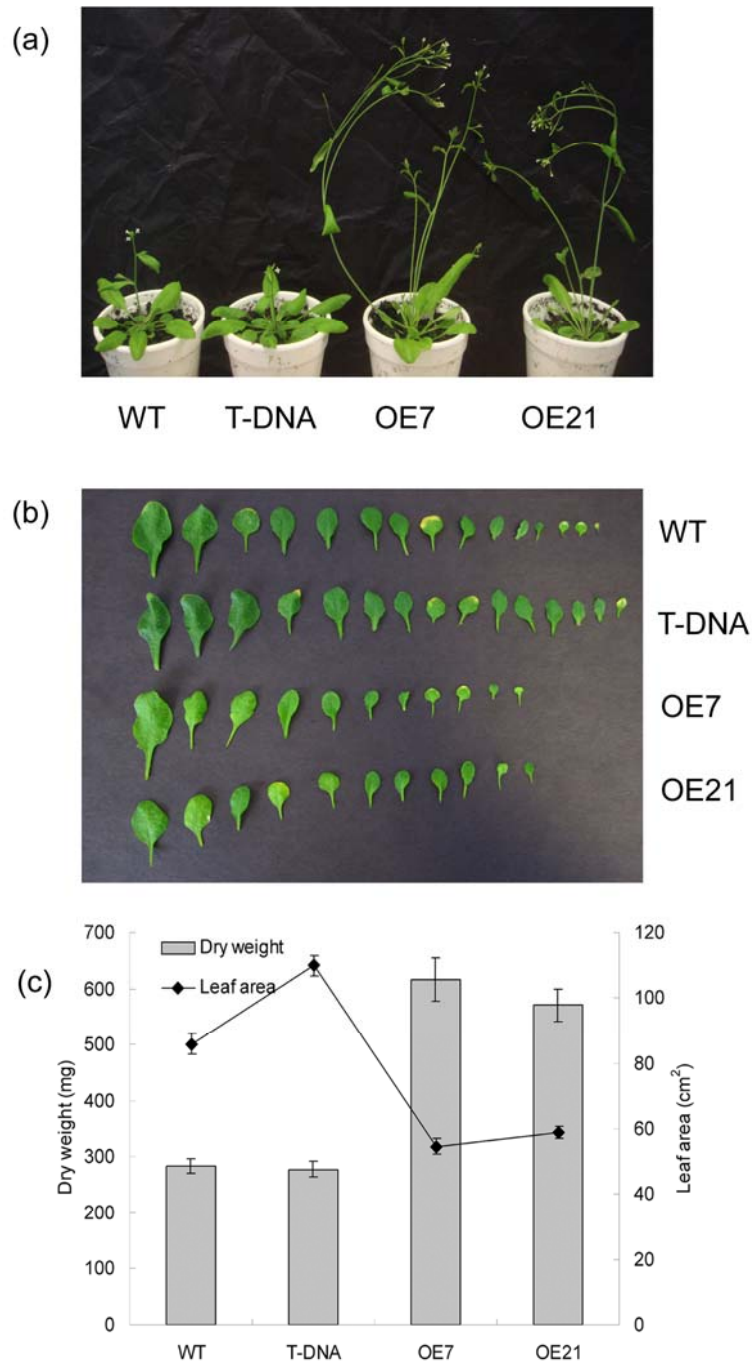 (a)
WT T-DNA OE7 OE21
(b)
WT
T-DNA
OE7
OE21
(c)
700
600
500
400
300
200
100
0
Dry weight (mg)
Dry weight
Leaf area
120
100
80
60
40
20
0
Leaf area (cm²)
WT T-DNA OE7 OE21